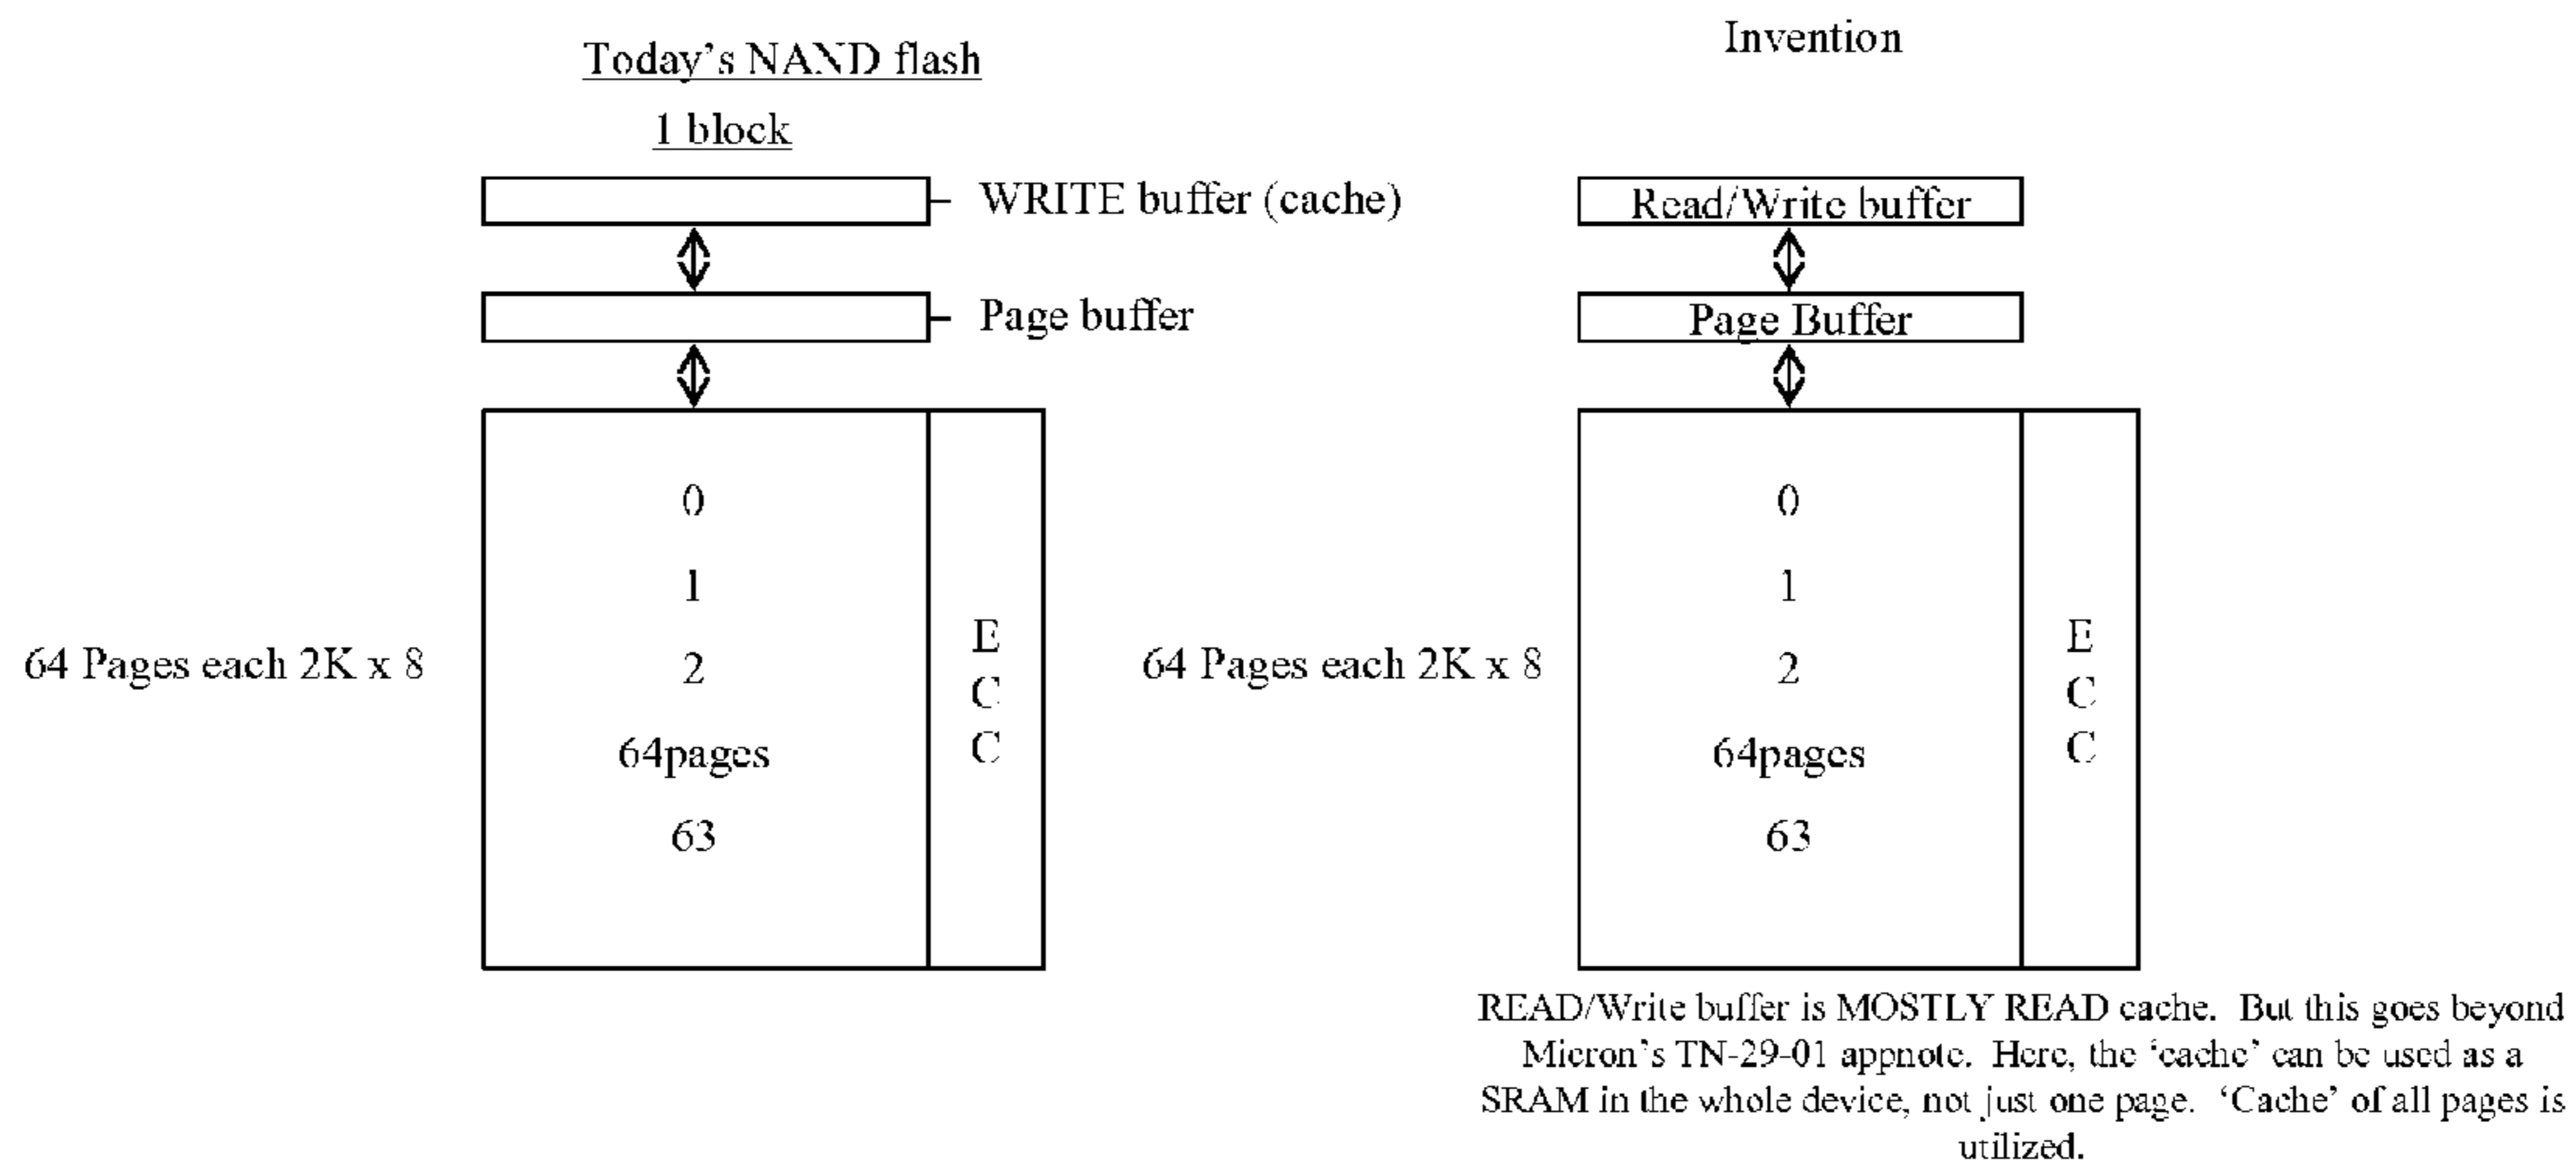 Today's NAND flash
1 block
WRITE buffer (cache)
Page buffer
64 Pages each 2K x 8
0
1
2
64pages
63
E
C
C
Invention
Read/Write buffer
Page Buffer
64 Pages each 2K x 8
0
1
2
64pages
63
E
C
C
READ/Write buffer is MOSTLY READ cache. But this goes beyond
Micron's TN-29-01 appnote. Here, the 'cache' can be used as a
SRAM in the whole device, not just one page. 'Cache' of all pages is
utilized.